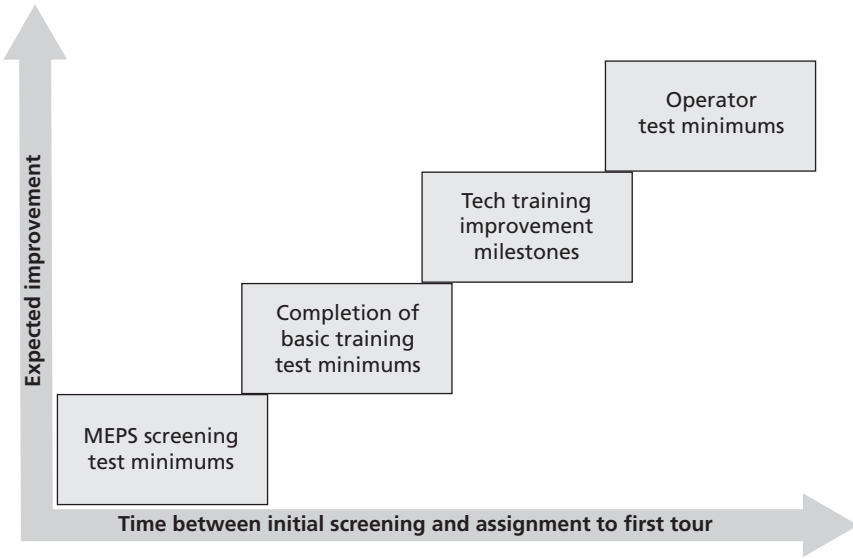 Operator
test minimums
Tech training
improvement
milestones
Completion of
basic training
test minimums
MEPS screening
test minimums
Expected improvement
Time between initial screening and assignment to first tour